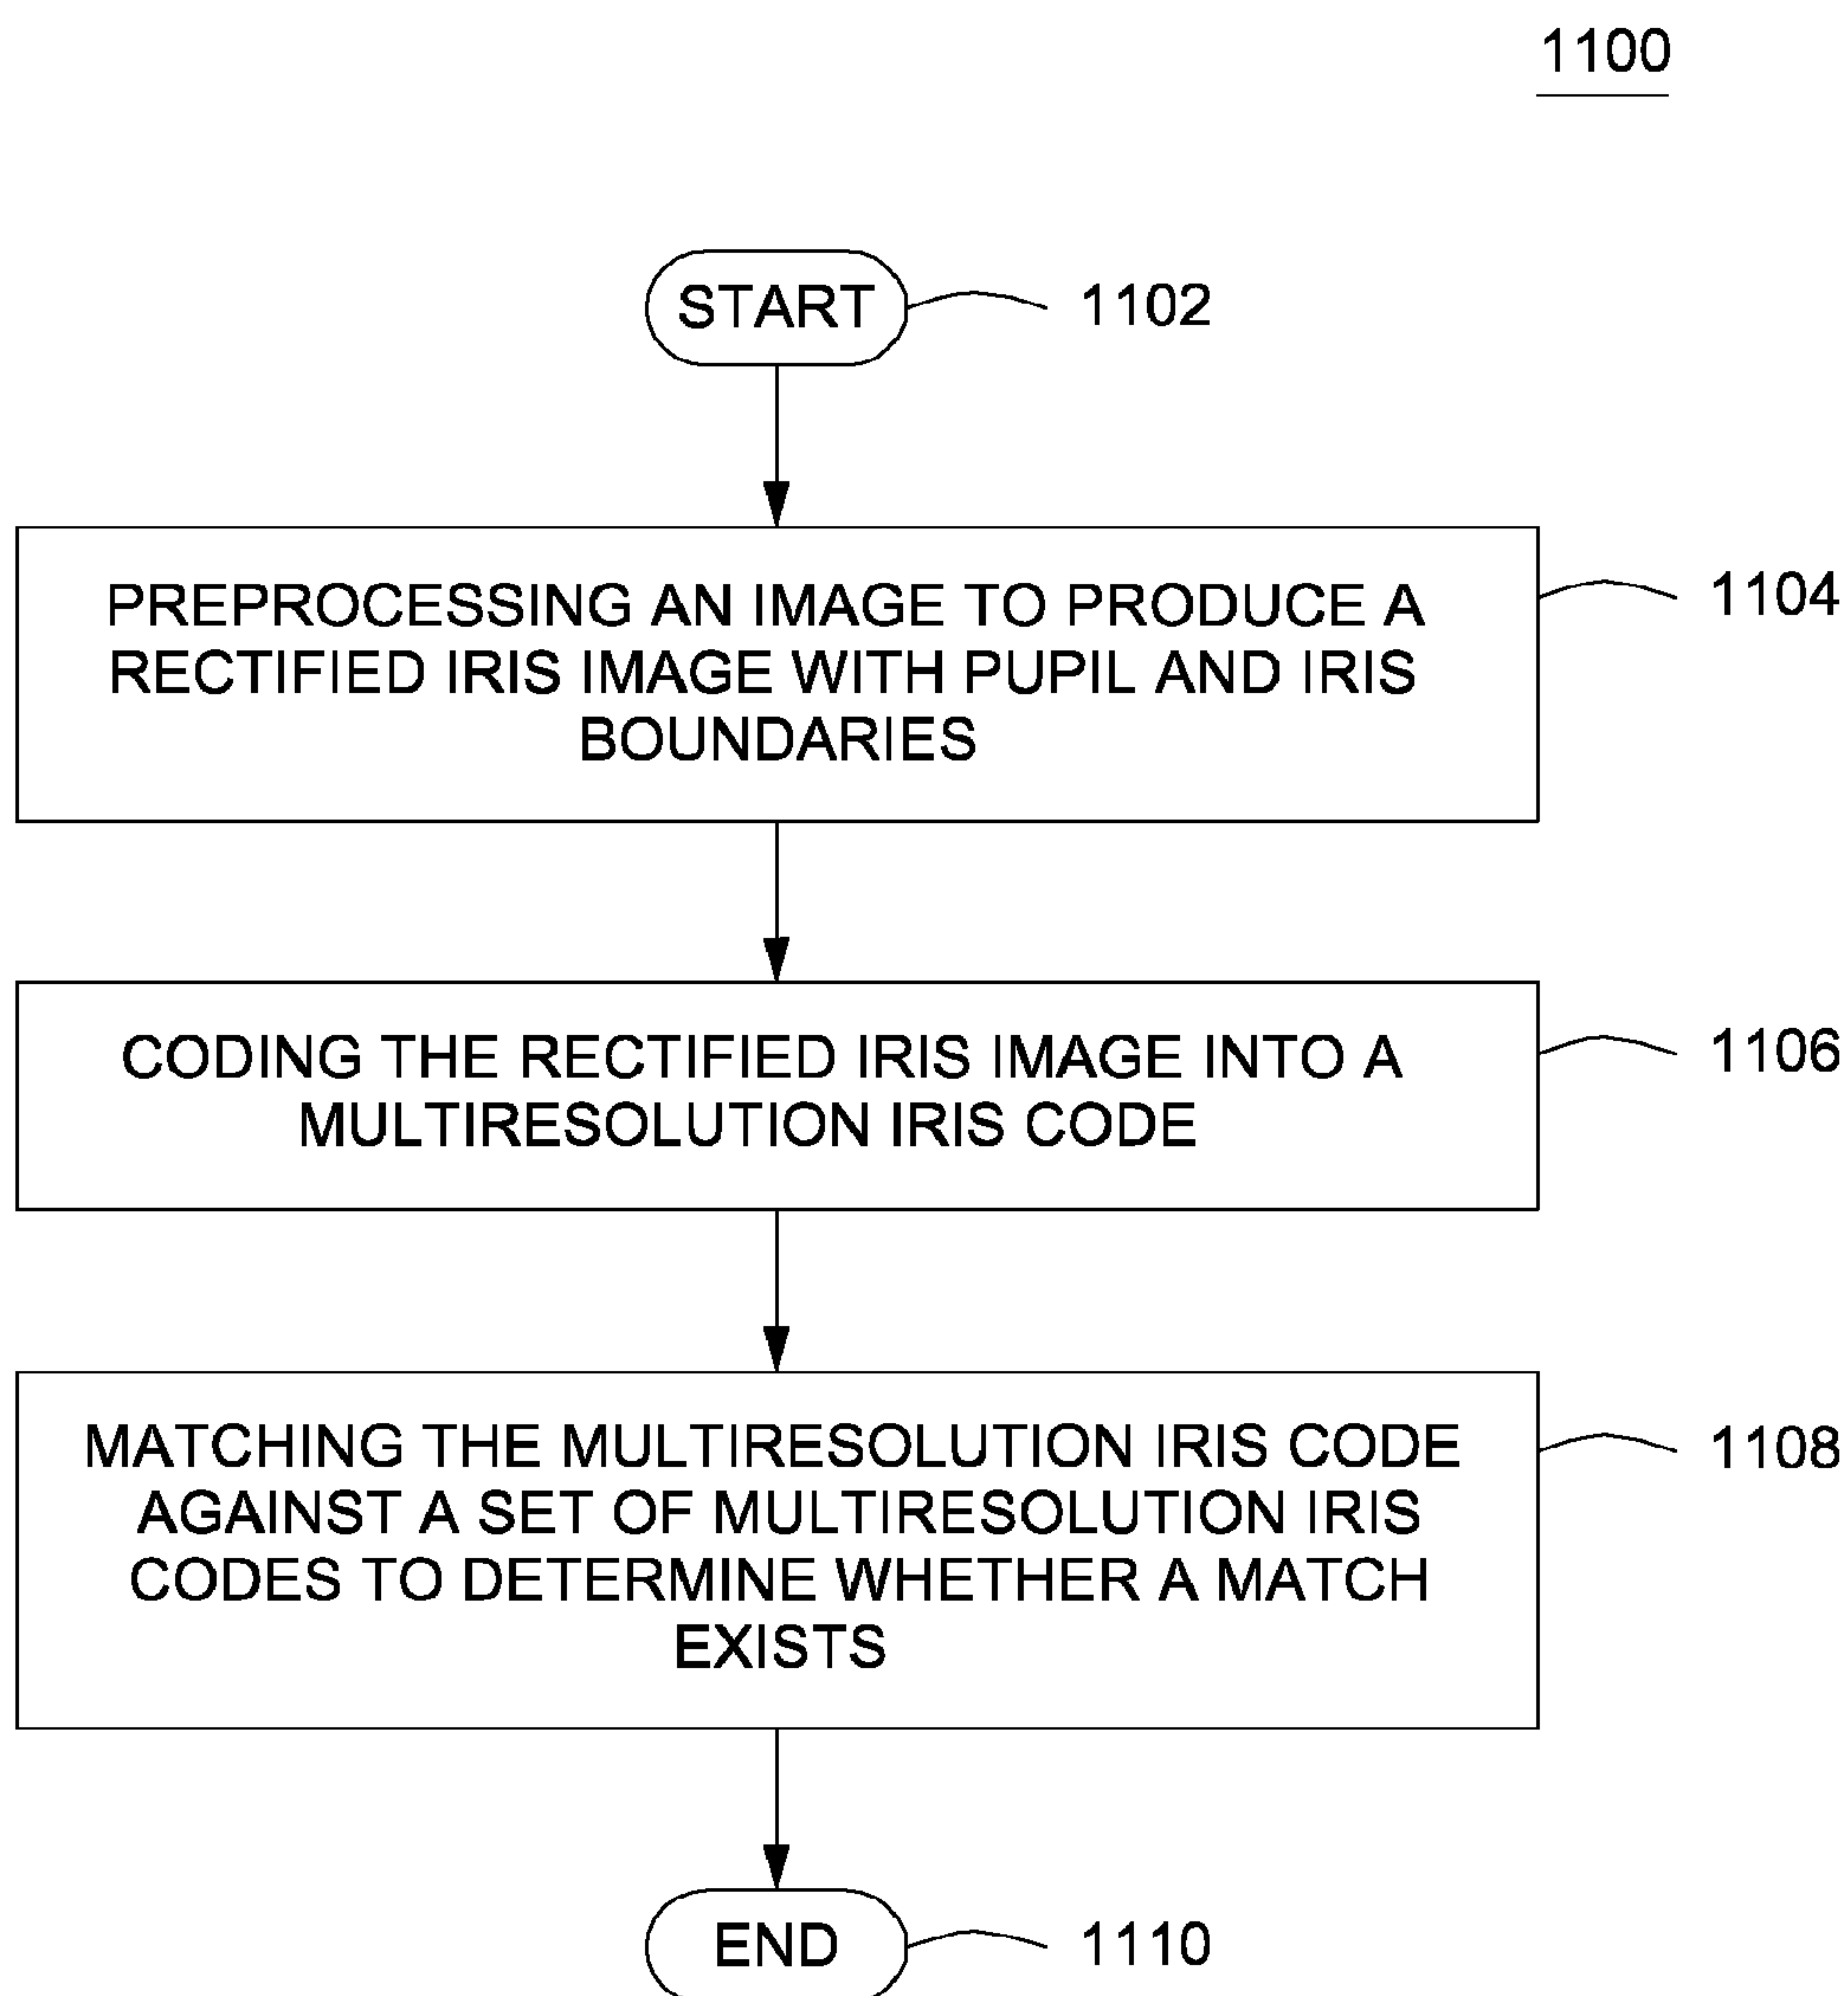 1100
START
1102
PREPROCESSING AN IMAGE TO PRODUCE A
RECTIFIED IRIS IMAGE WITH PUPIL AND IRIS
BOUNDARIES
1104
CODING THE RECTIFIED IRIS IMAGE INTO A
MULTIRESOLUTION IRIS CODE
1106
MATCHING THE MULTIRESOLUTION IRIS CODE
AGAINST A SET OF MULTIRESOLUTION IRIS
CODES TO DETERMINE WHETHER A MATCH
EXISTS
1108
END
1110